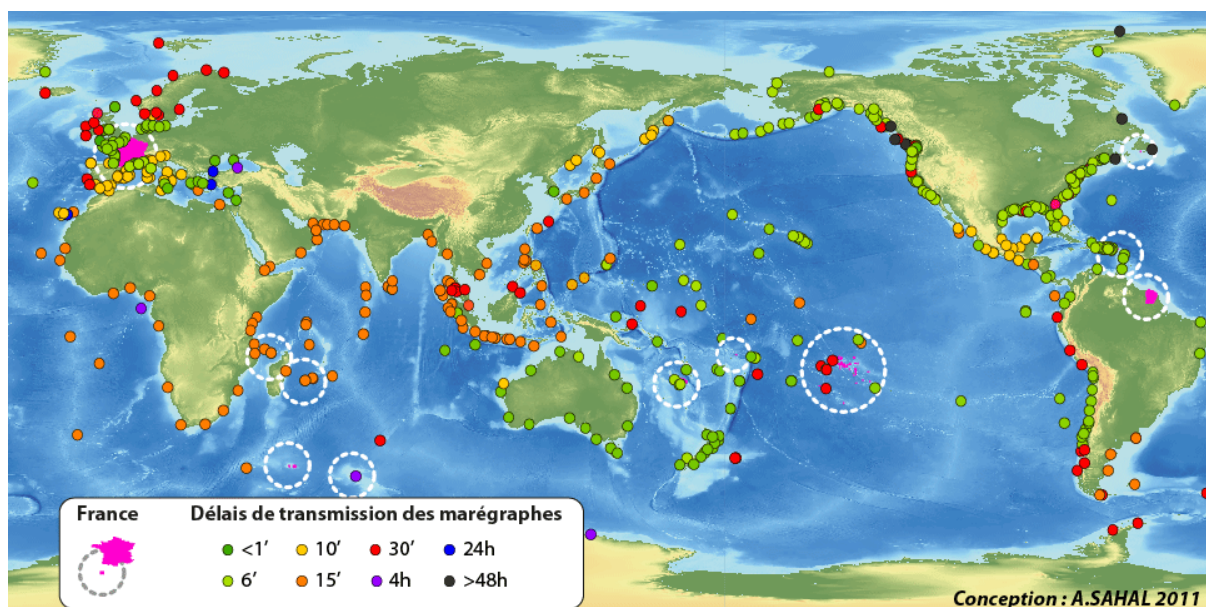 France
Délais de transmission des marégraphes
<1’ 10’ 30’ 24h
6’ 15’ 4h >48h
Conception : A.SAHAL 2011